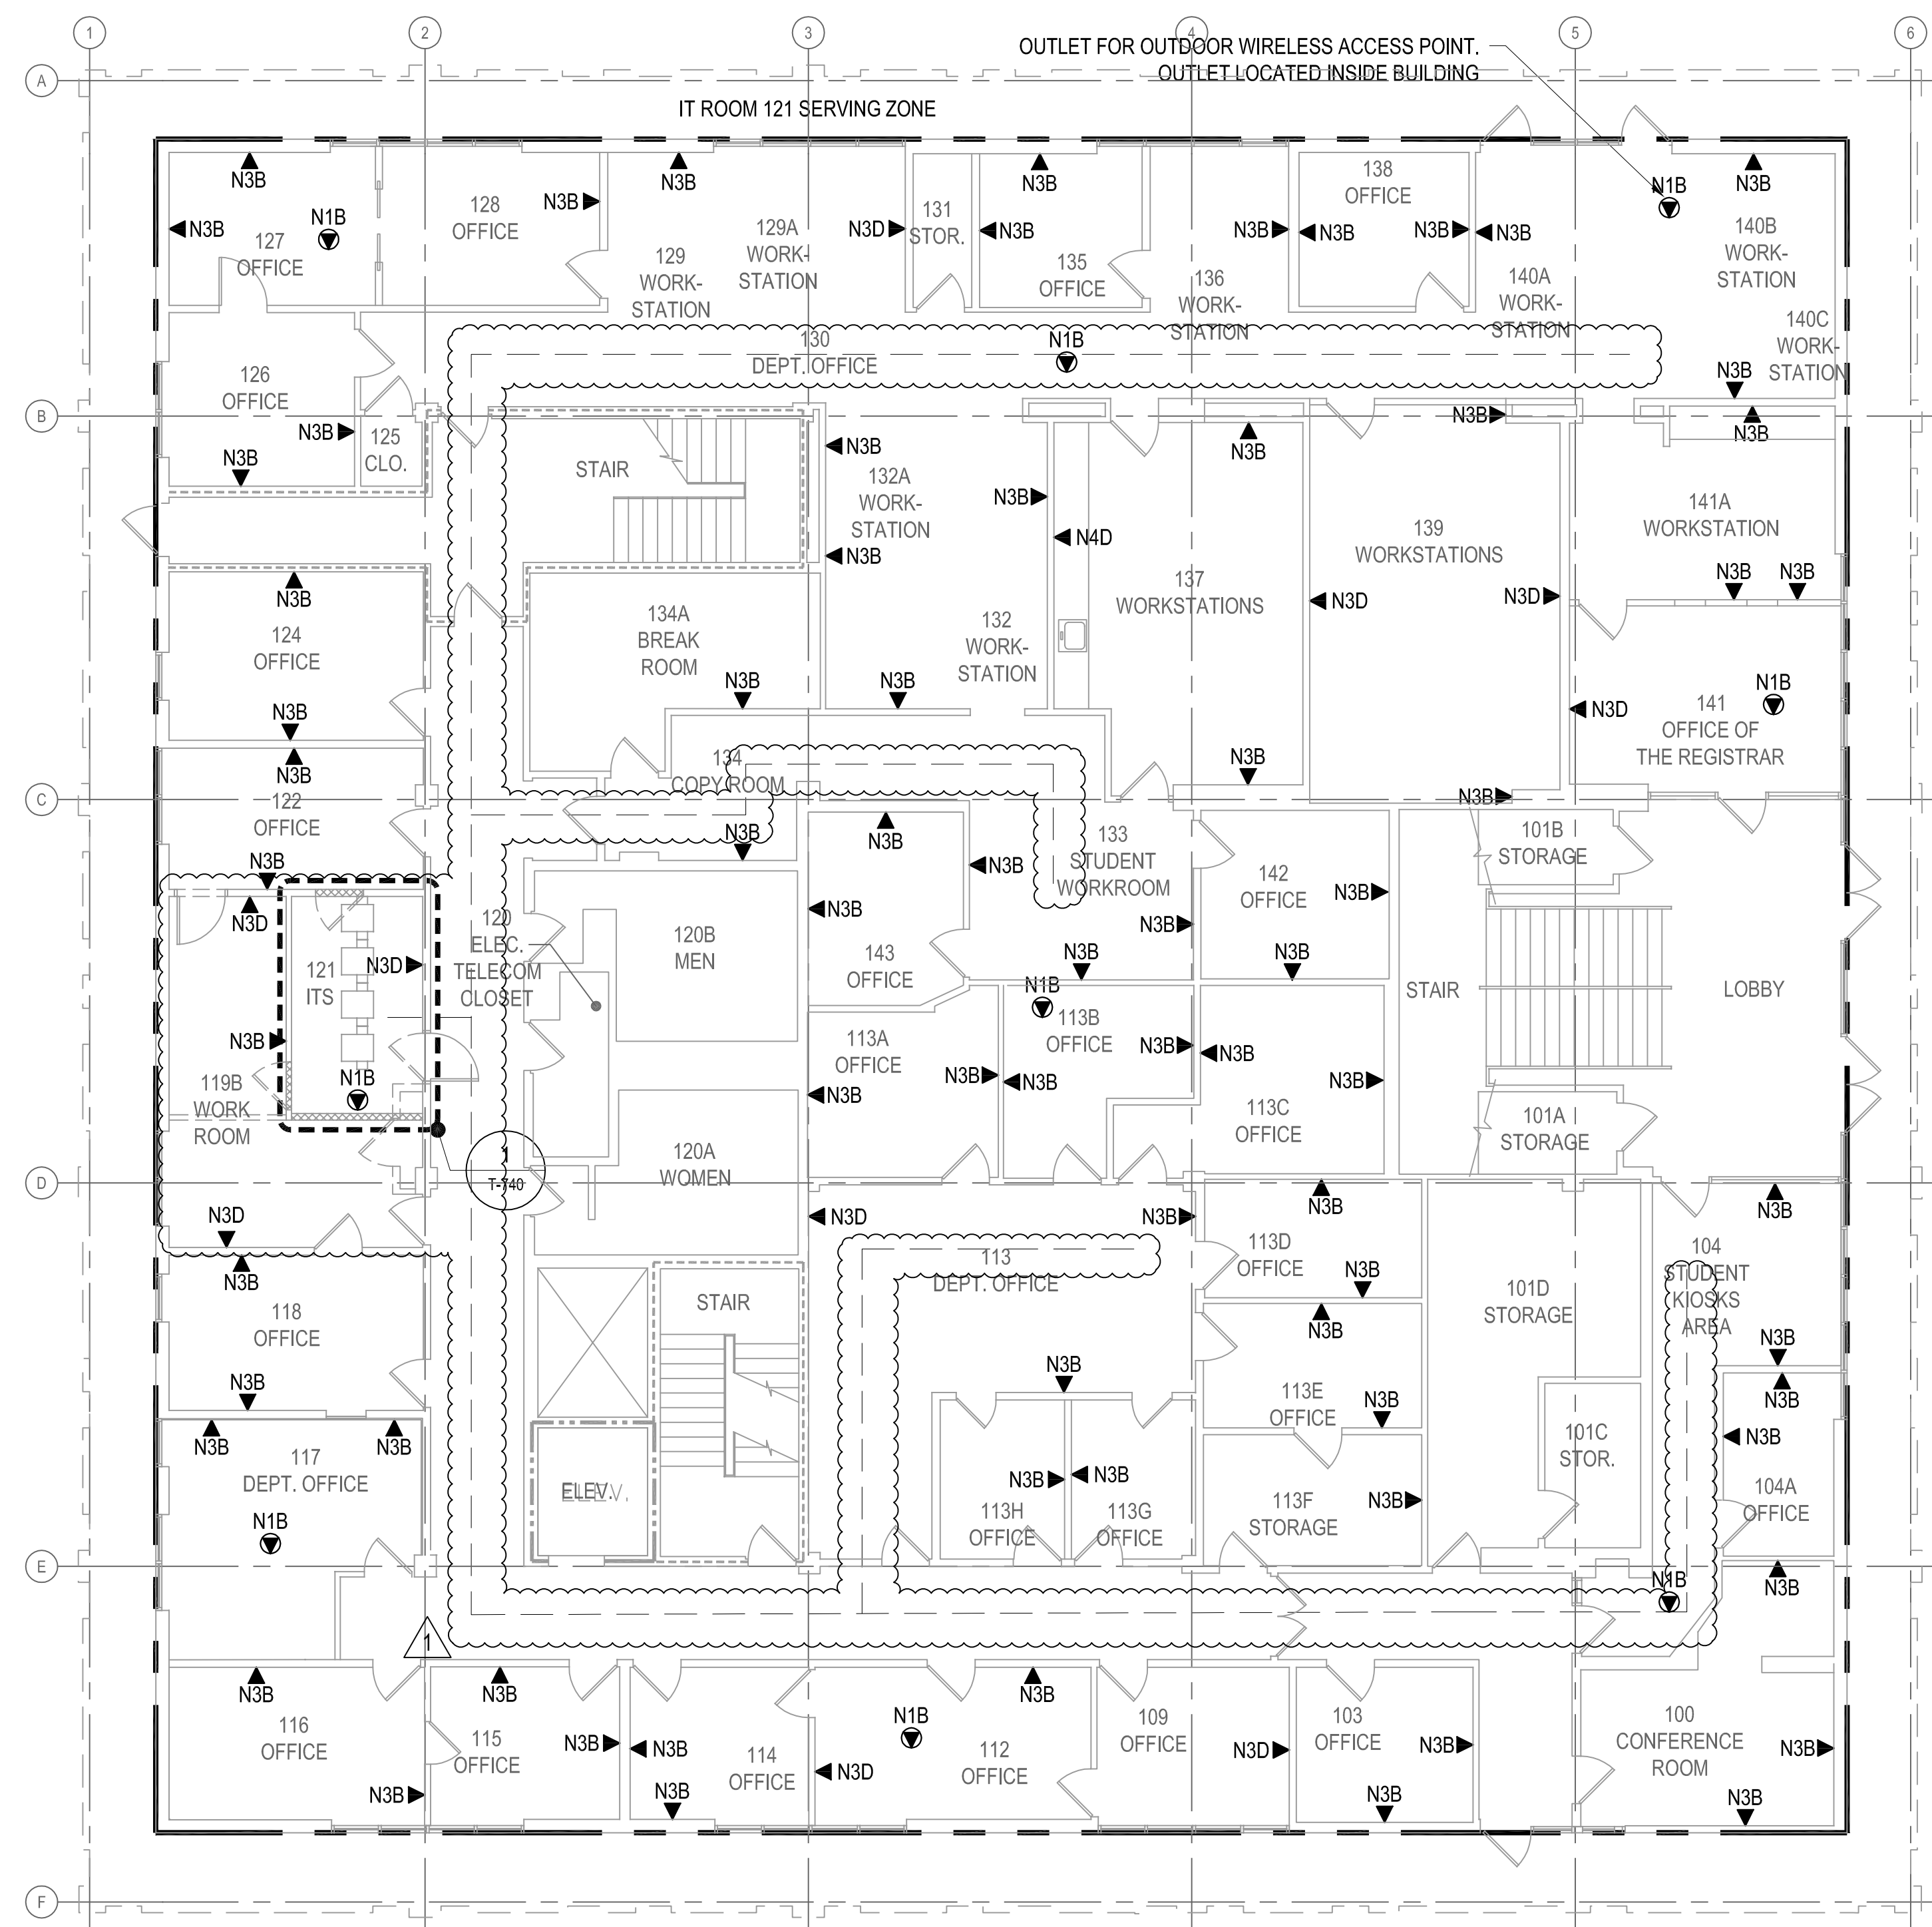 1
2
3
4
5
6
OUTLET FOR OUTDOOR WIRELESS ACCESS POINT.
OUTLET LOCATED INSIDE BUILDING
A
IT ROOM 121 SERVING ZONE
N3B
N3B
N3B
N3B
N1B
N3B
127
OFFICE
N1B
128
OFFICE
N3B
129
WORK-
STATION
129A
WORK-
STATION
N3D
131
STOR.
N3B
135
OFFICE
136
WORK-
STATION
N3B
138
OFFICE
N3B
N3B
N3B
140A
WORK-
STATION
140B
WORK-
STATION
140C
WORK-
STATION
N3B
130
DEPT. OFFICE
N1B
126
OFFICE
N3B
N3B
125
CLO.
B
STAIR
N3B
132A
WORK-
STATION
N3B
N3B
N4D
N3B
N3B
N3B
137
WORKSTATIONS
139
WORKSTATIONS
N3D
N3D
141A
WORKSTATION
N3B
N3B
N3B
124
OFFICE
N3B
134A
BREAK
ROOM
N3B
132
WORK-
STATION
N3B
N3B
N3D
N1B
141
OFFICE OF
THE REGISTRAR
N3B
122
OFFICE
N3B
134
COPY ROOM
N3B
C
N3B
N3B
N3B
N3B
143
OFFICE
133
STUDENT
WORKROOM
N3B
N3B
142
OFFICE
N3B
N3B
101B
STORAGE
STAIR
LOBBY
N3D
121
ITS
N3D
N3B
N1B
119B
WORK
ROOM
N3D
120
ELEC.
TELECOM
CLOSET
120B
MEN
120A
WOMEN
1
T-740
113A
OFFICE
N3B
N3B
N1B
113B
OFFICE
N3B
N3B
N3B
N3B
113C
OFFICE
101A
STORAGE
D
N3B
118
OFFICE
N3B
N3D
N3B
113
DEPT. OFFICE
N3B
113D
OFFICE
N3B
101D
STORAGE
N3B
104
STUDENT
KIOSKS
AREA
N3B
STAIR
ELEV.
ELEV.
N3B
N3B
113E
OFFICE
N3B
N3B
N3B
104A
OFFICE
101C
STOR.
N3B
N3B
117
DEPT. OFFICE
N1B
N3B
N3B
113H
OFFICE
113G
OFFICE
N3B
113F
STORAGE
E
N3B
N1B
1
N3B
116
OFFICE
N3B
N3B
115
OFFICE
N3B
N3B
N3B
114
OFFICE
N3D
N1B
112
OFFICE
N3B
109
OFFICE
N3D
103
OFFICE
N3B
N3B
100
CONFERENCE
ROOM
N3B
N3B
F